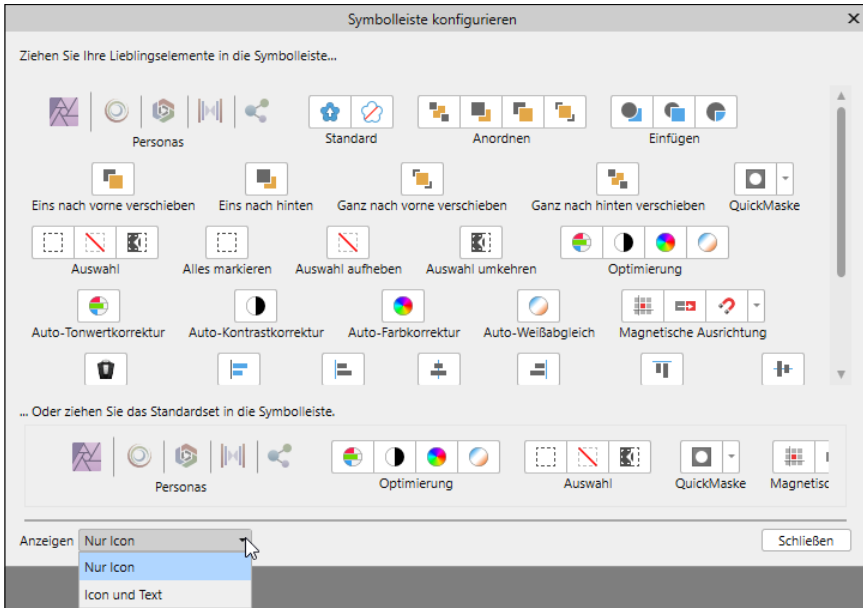 Symbolleiste konfigurieren
Ziehen Sie Ihre Lieblingselemente in die Symbolleiste...
Personas Standard Anordnen Einfügen
Eins nach vorne verschieben Eins nach hinten Ganz nach vorne verschieben Ganz nach hinten verschieben QuickMaske
Auswahl Alles markieren Auswahl aufheben Auswahl umkehren Optimierung
Auto-Tonwertkorrektur Auto-Kontrastkorrektur Auto-Farbkorrektur Auto-Weißabgleich Magnetische Ausrichtung
... Oder ziehen Sie das Standardset in die Symbolleiste.
Personas Optimierung Auswahl QuickMaske Magnetisc
Anzeigen Nur Icon Schließen
Nur Icon
Icon und Text